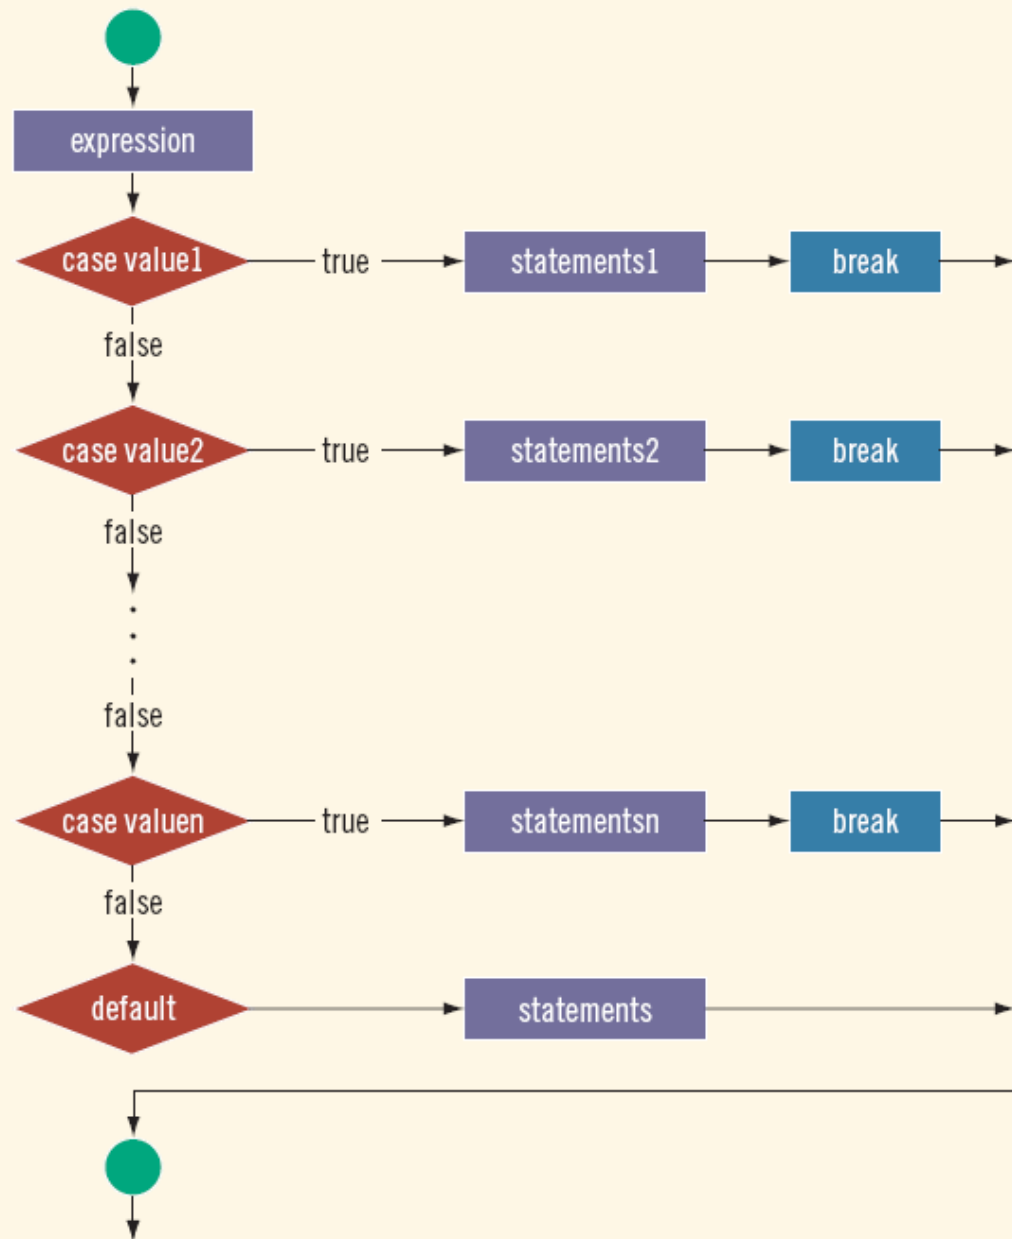 expression
case value1
true
statements1
break
false
case value2
true
statements2
break
false
false
case valuen
true
statementsn
break
false
default
statements